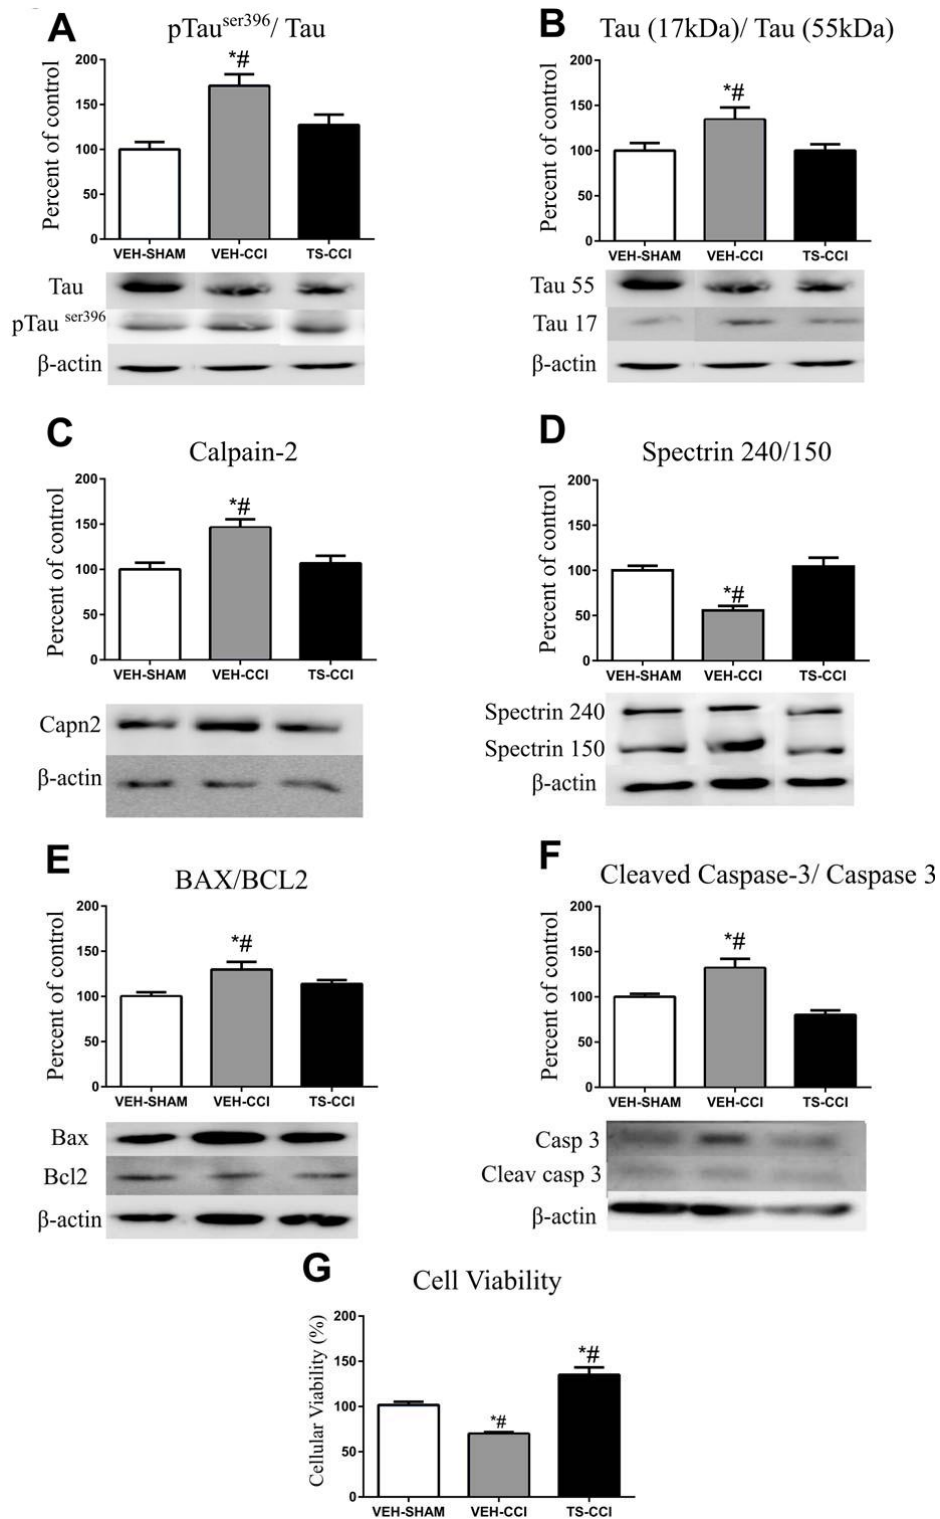 A
pTau^ser396/ Tau
Percent of control
200
150
100
50
0
*#
VEH-SHAM VEH-CCI TS-CCI
Tau
pTau ser396
β-actin
B
Tau (17kDa)/ Tau (55kDa)
Percent of control
200
150
100
50
0
*#
VEH-SHAM VEH-CCI TS-CCI
Tau 55
Tau 17
β-actin
C
Calpain-2
Percent of control
200
150
100
50
0
*#
VEH-SHAM VEH-CCI TS-CCI
Capn2
β-actin
D
Spectrin 240/150
Percent of control
200
150
100
50
0
*#
VEH-SHAM VEH-CCI TS-CCI
Spectrin 240
Spectrin 150
β-actin
E
BAX/BCL2
Percent of control
200
150
100
50
0
*#
VEH-SHAM VEH-CCI TS-CCI
Bax
Bcl2
β-actin
F
Cleaved Caspase-3/ Caspase 3
Percent of control
200
150
100
50
0
*#
VEH-SHAM VEH-CCI TS-CCI
Casp 3
Cleav casp 3
β-actin
G
Cell Viability
Cellular Viability (%)
200
150
100
50
0
*#
*#
VEH-SHAM VEH-CCI TS-CCI